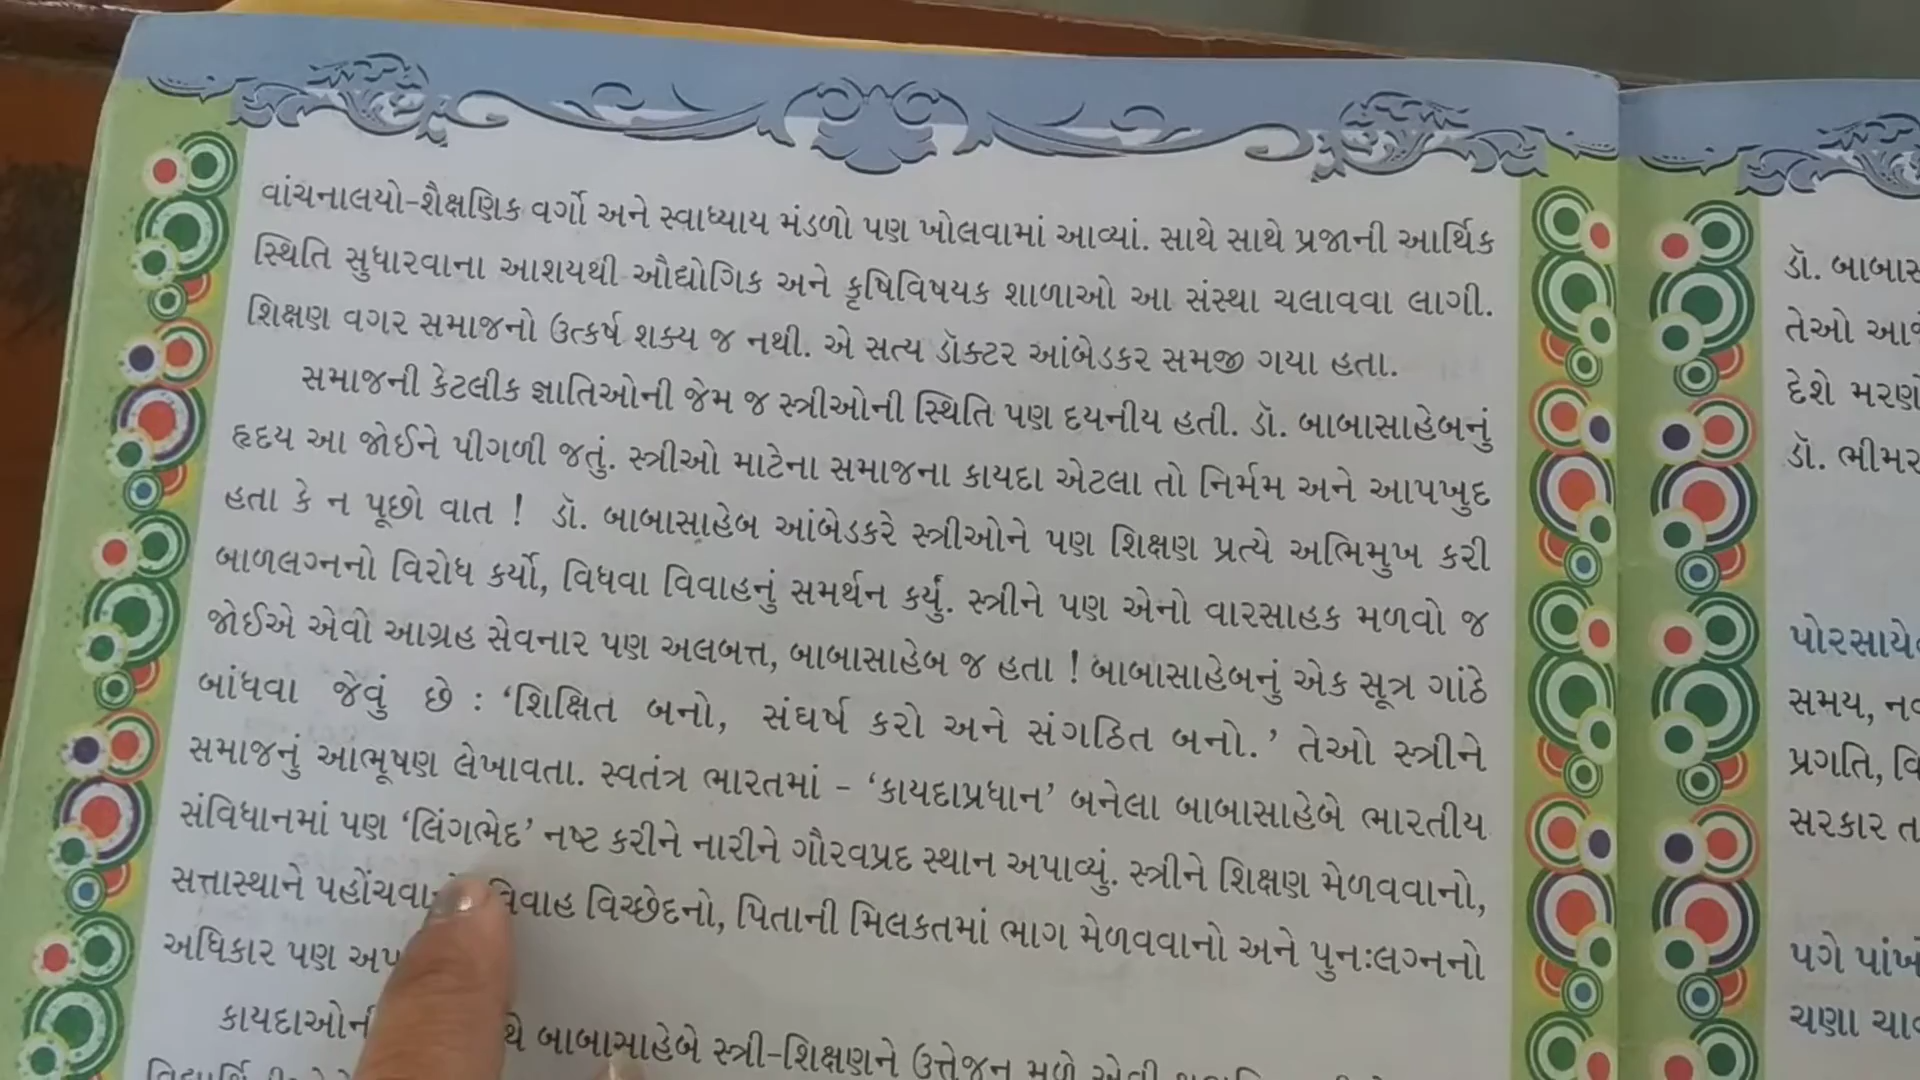 વાંચનાલયો-શૈક્ષણિક વર્ગો અને સ્વાધ્યાય મંડળો પણ ખોલવામાં આવ્યાં. સાથે સાથે પ્રજાની આર્થિક
સ્થિતિ સુધારવાના આશયથી ઔદ્યોગિક અને કૃષિવિષયક શાળાઓ આ સંસ્થા ચલાવવા લાગી.
શિક્ષણ વગર સમાજનો ઉત્કર્ષ શક્ય જ નથી. એ સત્ય ડૉક્ટર આંબેડકર સમજી ગયા હતા.
સમાજની કેટલીક જ્ઞાતિઓની જેમ જ સ્ત્રીઓની સ્થિતિ પણ દયનીય હતી. ડૉ. બાબાસાહેબનું
હૃદય આ જોઈને પીગળી જતું. સ્ત્રીઓ માટેના સમાજના કાયદા એટલા તો નિર્મમ અને આપખુદ
હતા કે ન પૂછો વાત ! ડૉ. બાબાસાહેબ આંબેડકરે સ્ત્રીઓને પણ શિક્ષણ પ્રત્યે અભિમુખ કરી
બાળલગ્નનો વિરોધ કર્યો, વિધવા વિવાહનું સમર્થન કર્યું. સ્ત્રીને પણ એનો વારસાહક મળવો જ
જોઈએ એવો આગ્રહ સેવનાર પણ અલબત્ત, બાબાસાહેબ જ હતા ! બાબાસાહેબનું એક સૂત્ર ગાંઠે
બાંધવા જેવું છે : ‘શિક્ષિત બનો, સંઘર્ષ કરો અને સંગઠિત બનો.’ તેઓ સ્ત્રીને
સમાજનું આભૂષણ લેખાવતા. સ્વતંત્ર ભારતમાં - ‘કાયદાપ્રધાન’ બનેલા બાબાસાહેબે ભારતીય
સંવિધાનમાં પણ ‘લિંગભેદ’ નષ્ટ કરીને નારીને ગૌરવપ્રદ સ્થાન અપાવ્યું. સ્ત્રીને શિક્ષણ મેળવવાનો,
સત્તાસ્થાને વિચ્છેદનો, પિતાની મિલકતમાં ભાગ મેળવવાનો અને પુનઃલગ્નનો
અધિકાર પણ
બાબાસાહેબે સ્ત્રી-શિક્ષણને ઉત્તેજન મળે એવી
ડૉ.
તેઓ
દેશે
ડૉ.
સમય,
પ્રગતિ,
સરકાર
પગે
ચણા